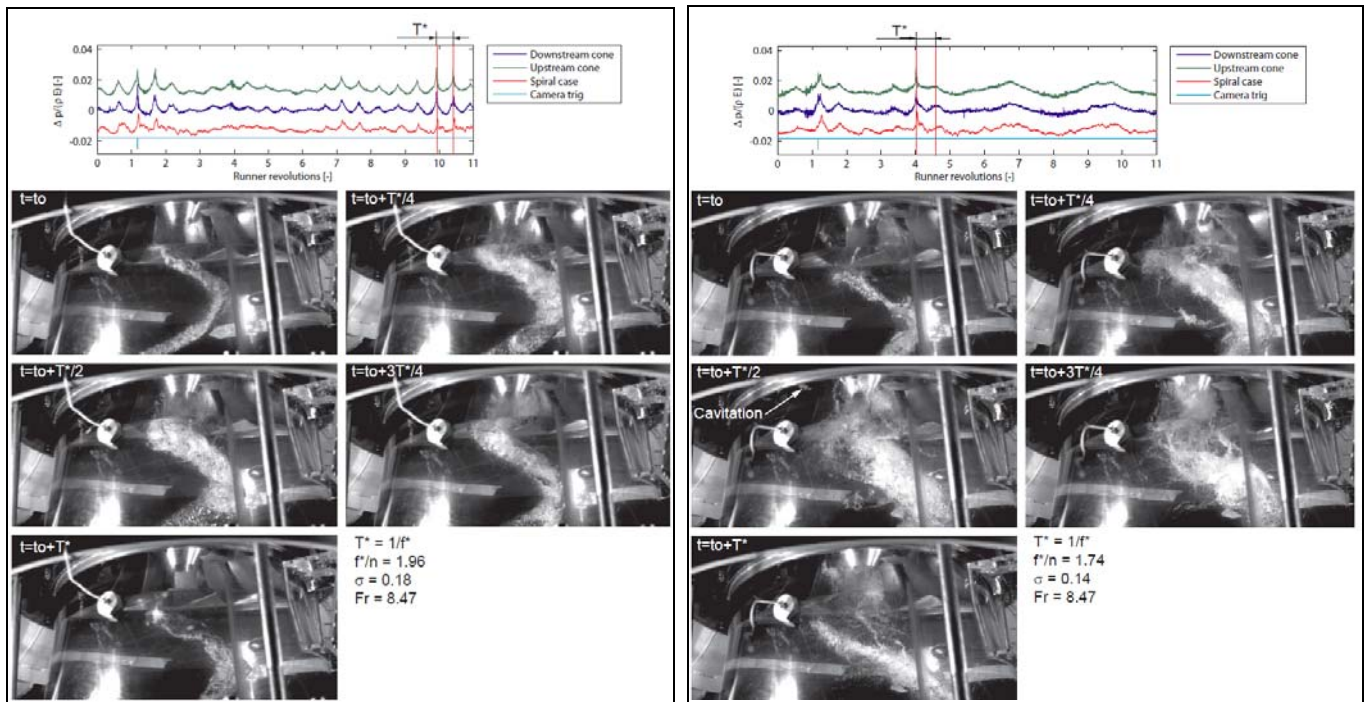 T*
0.04
0.02
0
-0.02
Δ p/(ρ E) [-]
0 1 2 3 4 5 6 7 8 9 10 11
Runner revolutions [-]
Downstream cone
Upstream cone
Spiral case
Camera trig
t=to
t=to+T*/4
t=to+T*/2
t=to+3T*/4
t=to+T*
T* = 1/f*
f*/n = 1.96
σ = 0.18
Fr = 8.47
T*
0.04
0.02
0
-0.02
Δ p/(ρ E) [-]
0 1 2 3 4 5 6 7 8 9 10 11
Runner revolutions [-]
Downstream cone
Upstream cone
Spiral case
Camera trig
t=to
t=to+T*/4
t=to+T*/2
Cavitation
t=to+3T*/4
t=to+T*
T* = 1/f*
f*/n = 1.74
σ = 0.14
Fr = 8.47